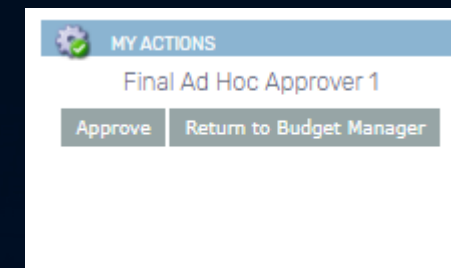 MY ACTIONS
Final Ad Hoc Approver 1
Approve Return to Budget Manager